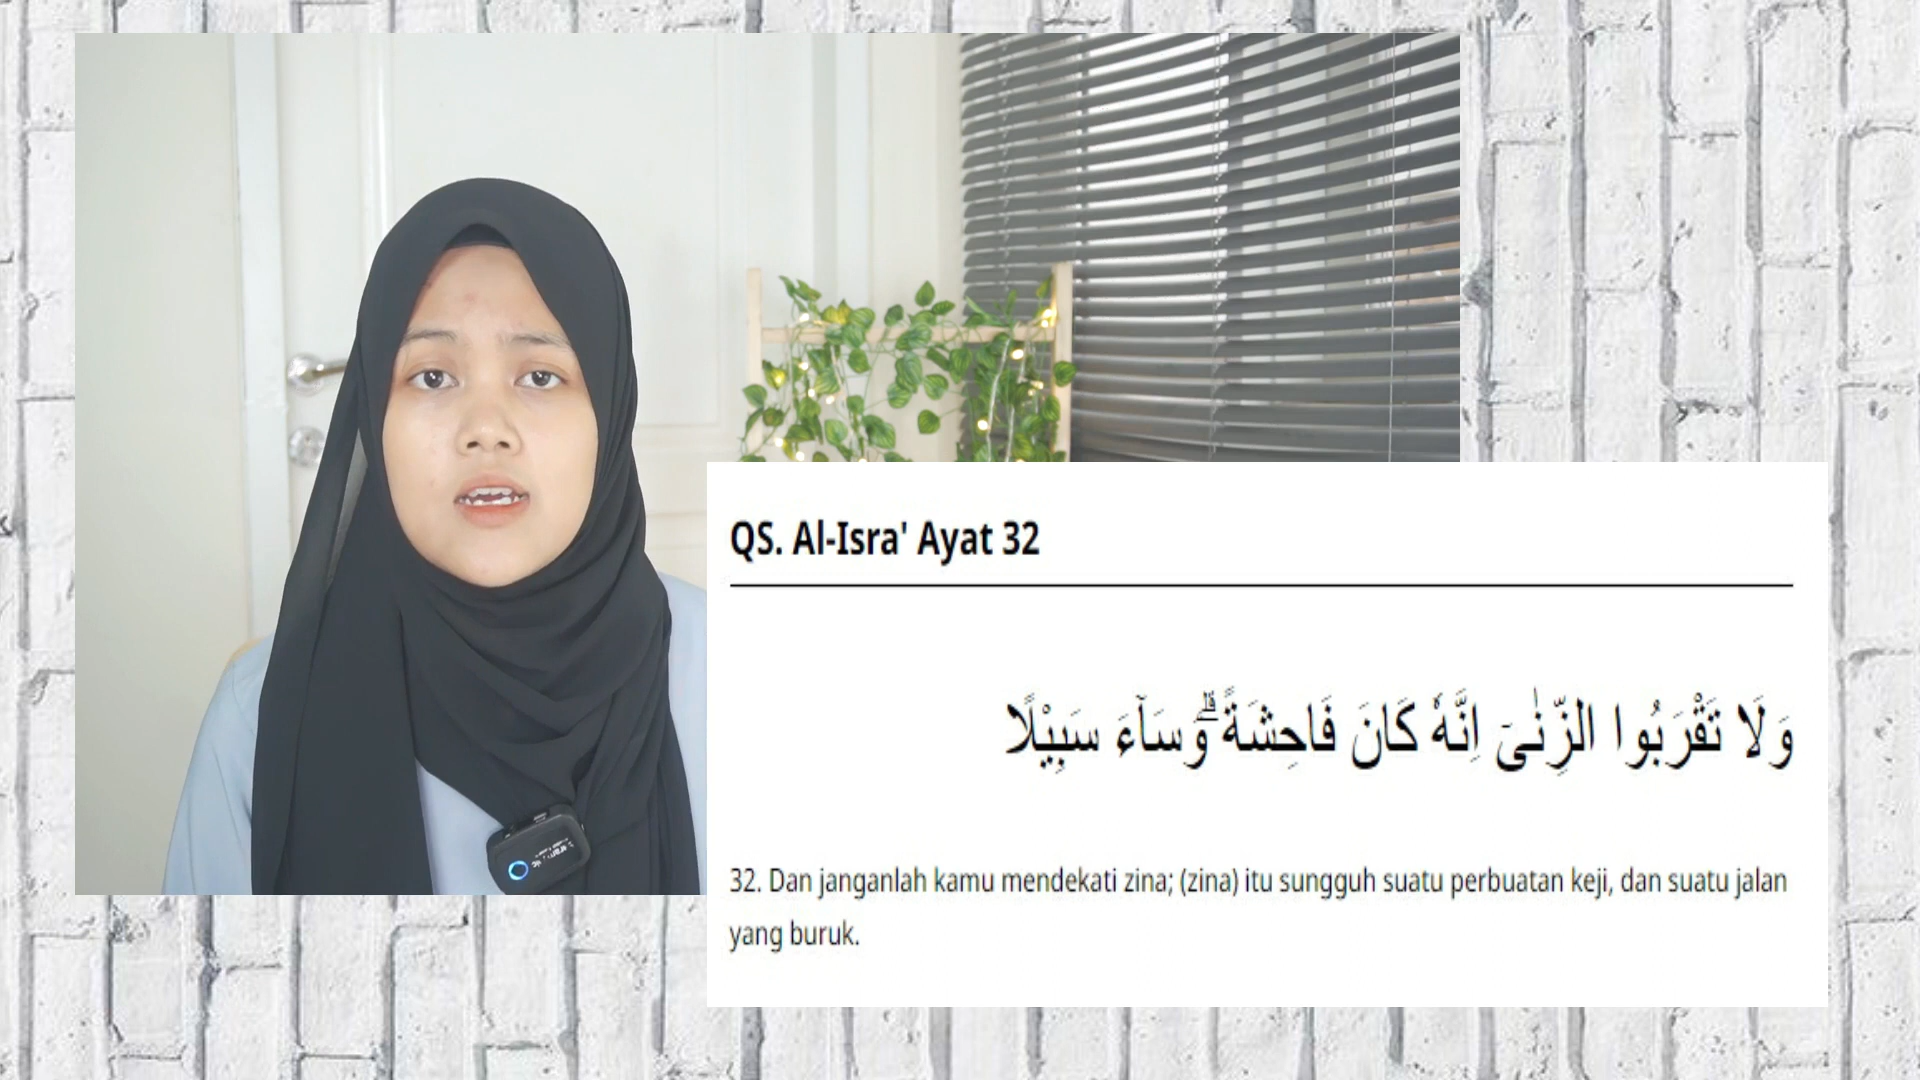 QS. Al-Isra' Ayat 32
وَلَا تَقْرَبُوا الزِّنٰىٓ اِنَّهٗ كَانَ فَاحِشَةًۗ وَسَاۤءَ سَبِيْلًا
32. Dan janganlah kamu mendekati zina; (zina) itu sungguh suatu perbuatan keji, dan suatu jalan
yang buruk.